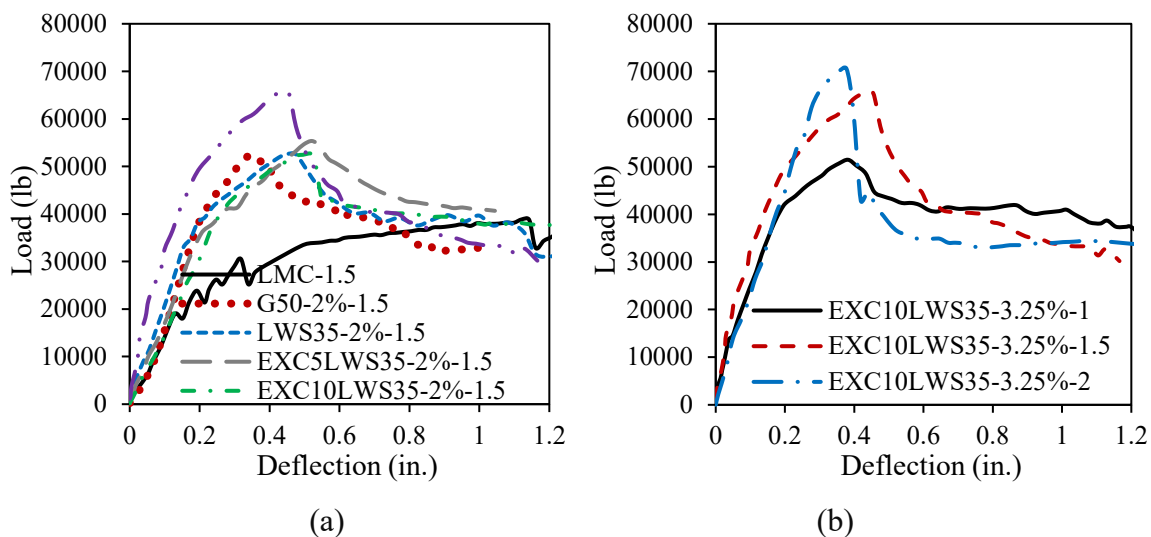 80000
70000
60000
50000
40000
30000
20000
10000
0
Load (lb)
0 0.2 0.4 0.6 0.8 1 1.2
Deflection (in.)
LMC-1.5
G50-2%-1.5
LWS35-2%-1.5
EXC5LWS35-2%-1.5
EXC10LWS35-2%-1.5
(a)
80000
70000
60000
50000
40000
30000
20000
10000
0
Load (lb)
0 0.2 0.4 0.6 0.8 1 1.2
Deflection (in.)
EXC10LWS35-3.25%-1
EXC10LWS35-3.25%-1.5
EXC10LWS35-3.25%-2
(b)